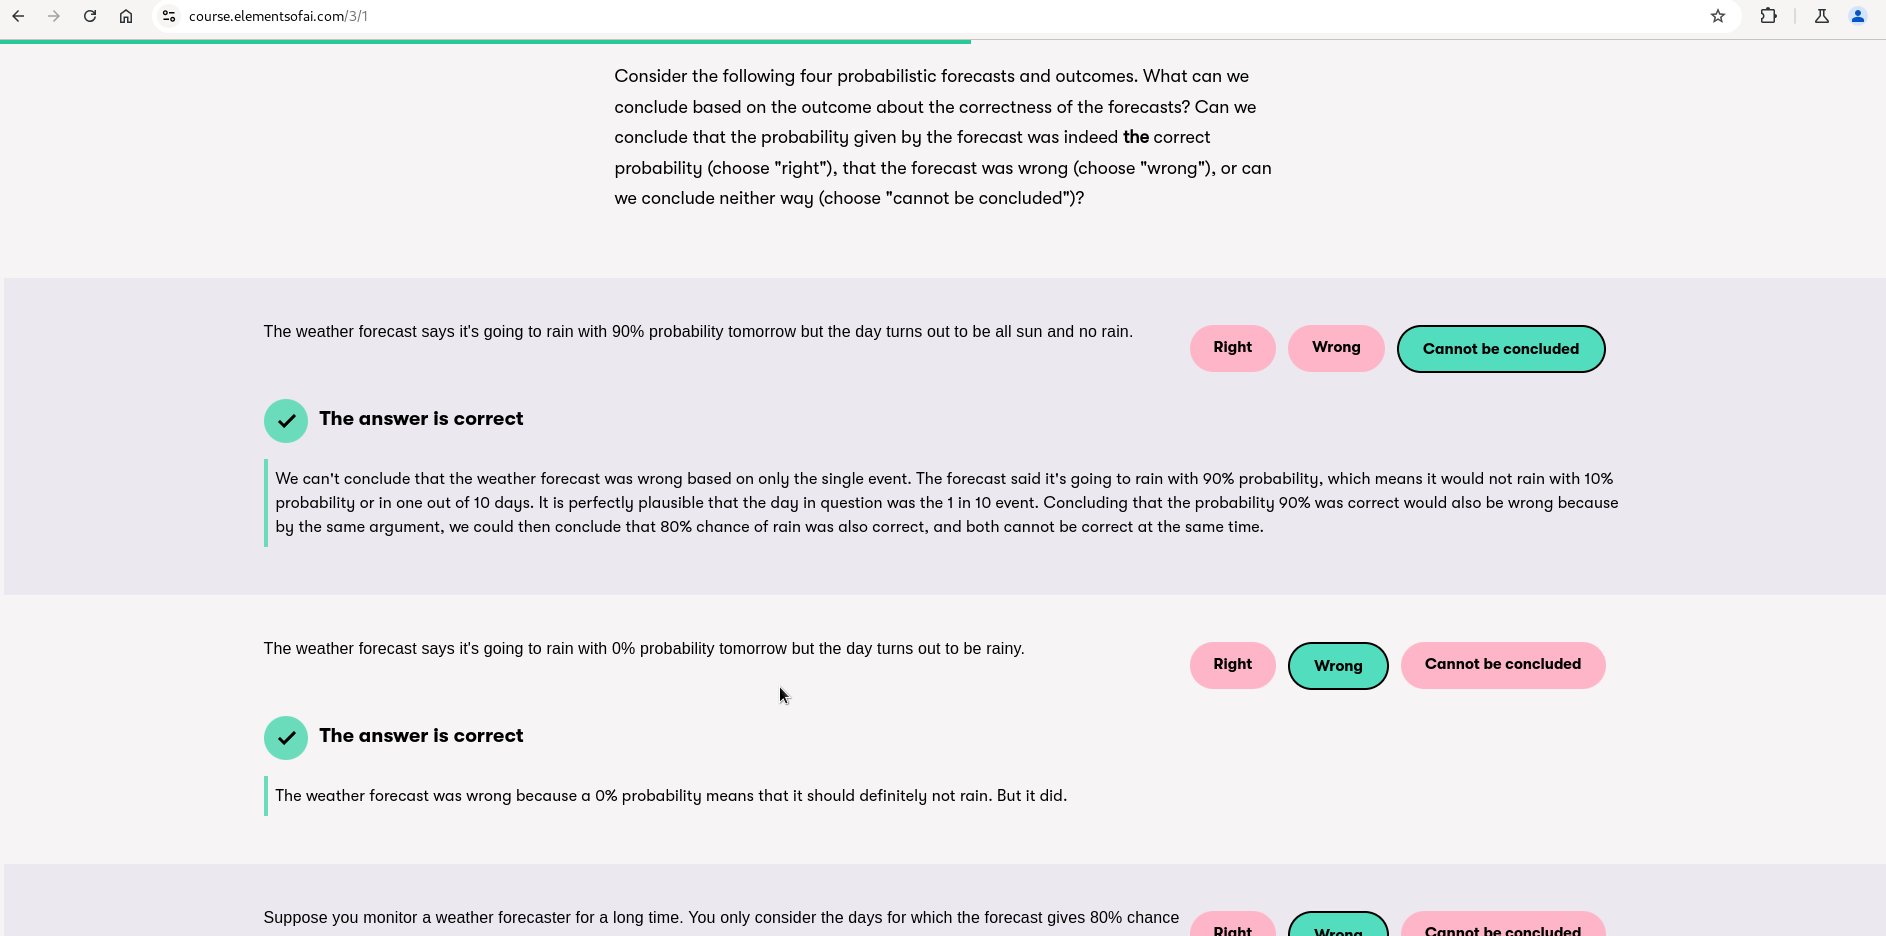 course.elementsofai.com/3/1
Consider the following four probabilistic forecasts and outcomes. What can we
conclude based on the outcome about the correctness of the forecasts? Can we
conclude that the probability given by the forecast was indeed the correct
probability (choose "right"), that the forecast was wrong (choose "wrong"), or can
we conclude neither way (choose "cannot be concluded")?
The weather forecast says it's going to rain with 90% probability tomorrow but the day turns out to be all sun and no rain.
Right Wrong Cannot be concluded
The answer is correct
We can't conclude that the weather forecast was wrong based on only the single event. The forecast said it's going to rain with 90% probability, which means it would not rain with 10%
probability or in one out of 10 days. It is perfectly plausible that the day in question was the 1 in 10 event. Concluding that the probability 90% was correct would also be wrong because
by the same argument, we could then conclude that 80% chance of rain was also correct, and both cannot be correct at the same time.
The weather forecast says it's going to rain with 0% probability tomorrow but the day turns out to be rainy.
Right Wrong Cannot be concluded
The answer is correct
The weather forecast was wrong because a 0% probability means that it should definitely not rain. But it did.
Suppose you monitor a weather forecaster for a long time. You only consider the days for which the forecast gives 80% chance
Right Wrong Cannot be concluded